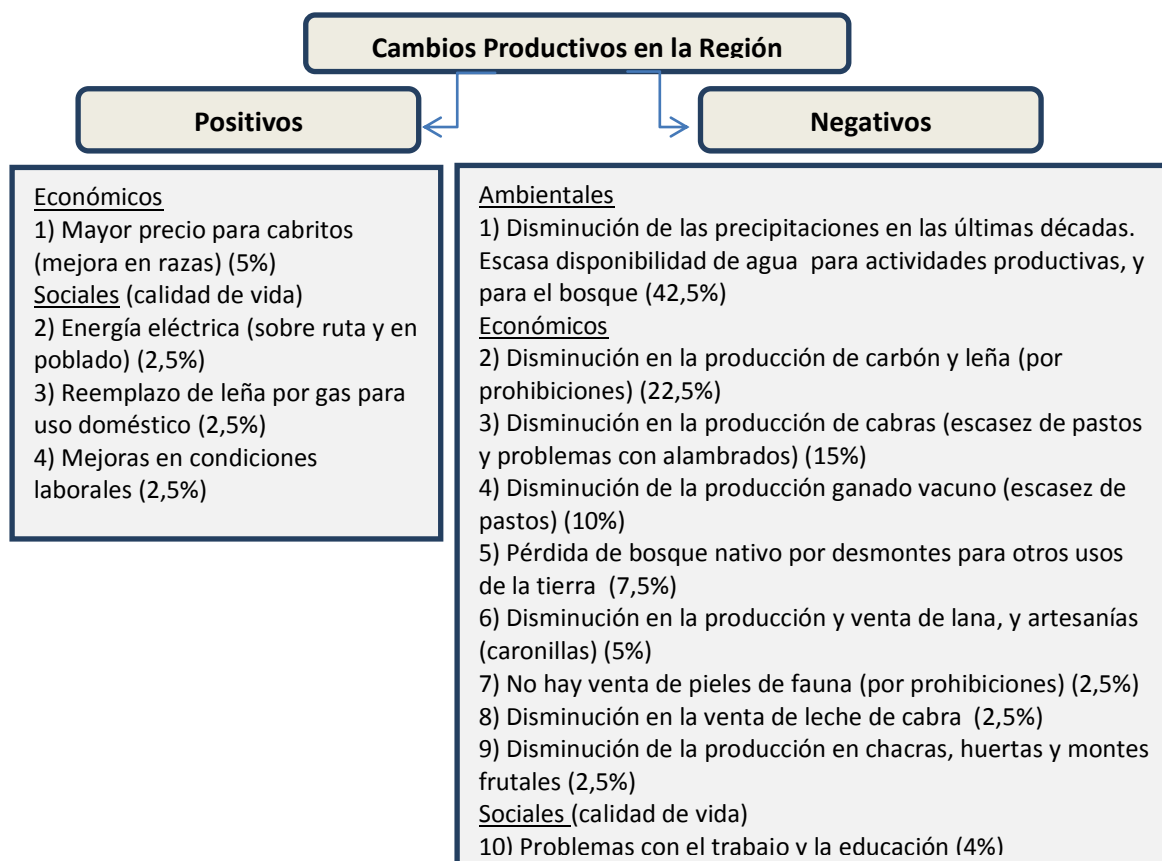 Cambios Productivos en la Región
Positivos
Negativos
Económicos
1) Mayor precio para cabritos
(mejora en razas) (5%)
Sociales (calidad de vida)
2) Energía eléctrica (sobre ruta y en
poblado) (2,5%)
3) Reemplazo de leña por gas para
uso doméstico (2,5%)
4) Mejoras en condiciones
laborales (2,5%)
Ambientales
1) Disminución de las precipitaciones en las últimas décadas.
Escasa disponibilidad de agua para actividades productivas, y
para el bosque (42,5%)
Económicos
2) Disminución en la producción de carbón y leña (por
prohibiciones) (22,5%)
3) Disminución en la producción de cabras (escasez de pastos
y problemas con alambrados) (15%)
4) Disminución de la producción ganado vacuno (escasez de
pastos) (10%)
5) Pérdida de bosque nativo por desmontes para otros usos
de la tierra (7,5%)
6) Disminución en la producción y venta de lana, y artesanías
(caronillas) (5%)
7) No hay venta de pieles de fauna (por prohibiciones) (2,5%)
8) Disminución en la venta de leche de cabra (2,5%)
9) Disminución de la producción en chacras, huertas y montes
frutales (2,5%)
Sociales (calidad de vida)
10) Problemas con el trabajo y la educación (4%)